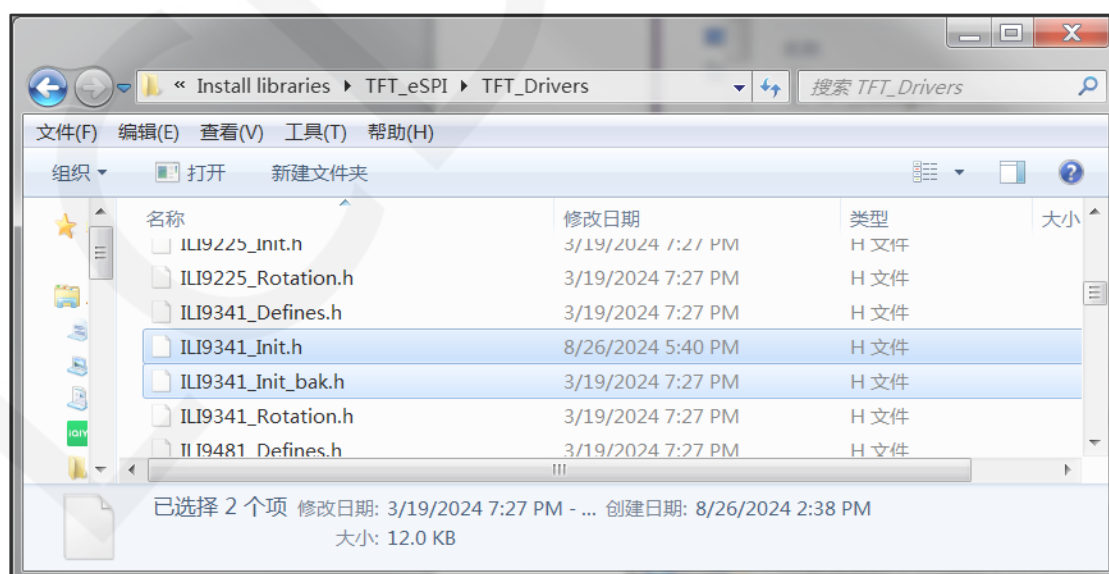 « Install libraries ▸ TFT_eSPI ▸ TFT_Drivers 搜索 TFT_Drivers
文件(F) 编辑(E) 查看(V) 工具(T) 帮助(H)
组织 打开 新建文件夹
名称 修改日期 类型 大小
ILI9225_Init.h 3/19/2024 7:27 PM H 文件
ILI9225_Rotation.h 3/19/2024 7:27 PM H 文件
ILI9341_Defines.h 3/19/2024 7:27 PM H 文件
ILI9341_Init.h 8/26/2024 5:40 PM H 文件
ILI9341_Init_bak.h 3/19/2024 7:27 PM H 文件
ILI9341_Rotation.h 3/19/2024 7:27 PM H 文件
ILI9481_Defines.h 3/19/2024 7:27 PM H 文件
已选择 2 个项 修改日期: 3/19/2024 7:27 PM - ... 创建日期: 8/26/2024 2:38 PM
大小: 12.0 KB